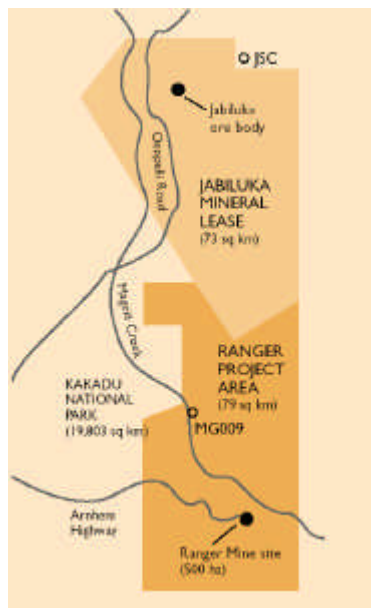 JSC
Jabiluka
ore body
Oenpelli Road
JABILUKA
MINERAL
LEASE
(73 sq km)
Magela Creek
RANGER
PROJECT
AREA
(79 sq km)
KAKADU
NATIONAL
PARK
(19,803 sq km)
MG009
Arnhem
Highway
Ranger Mine site
(500 ha)